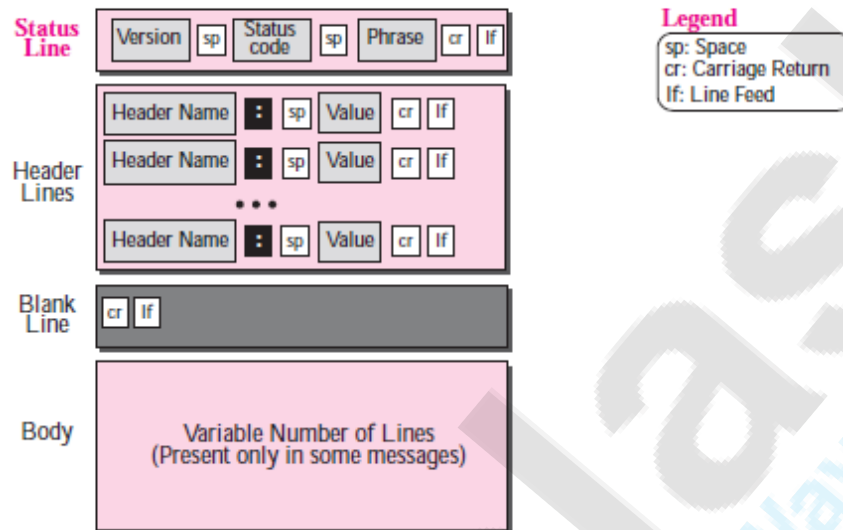 Status Line
Version sp Status code sp Phrase cr lf
Legend
sp: Space
cr: Carriage Return
lf: Line Feed
Header Lines
Header Name : sp Value cr lf
Header Name : sp Value cr lf
•••
Header Name : sp Value cr lf
Blank Line
cr lf
Body
Variable Number of Lines
(Present only in some messages)